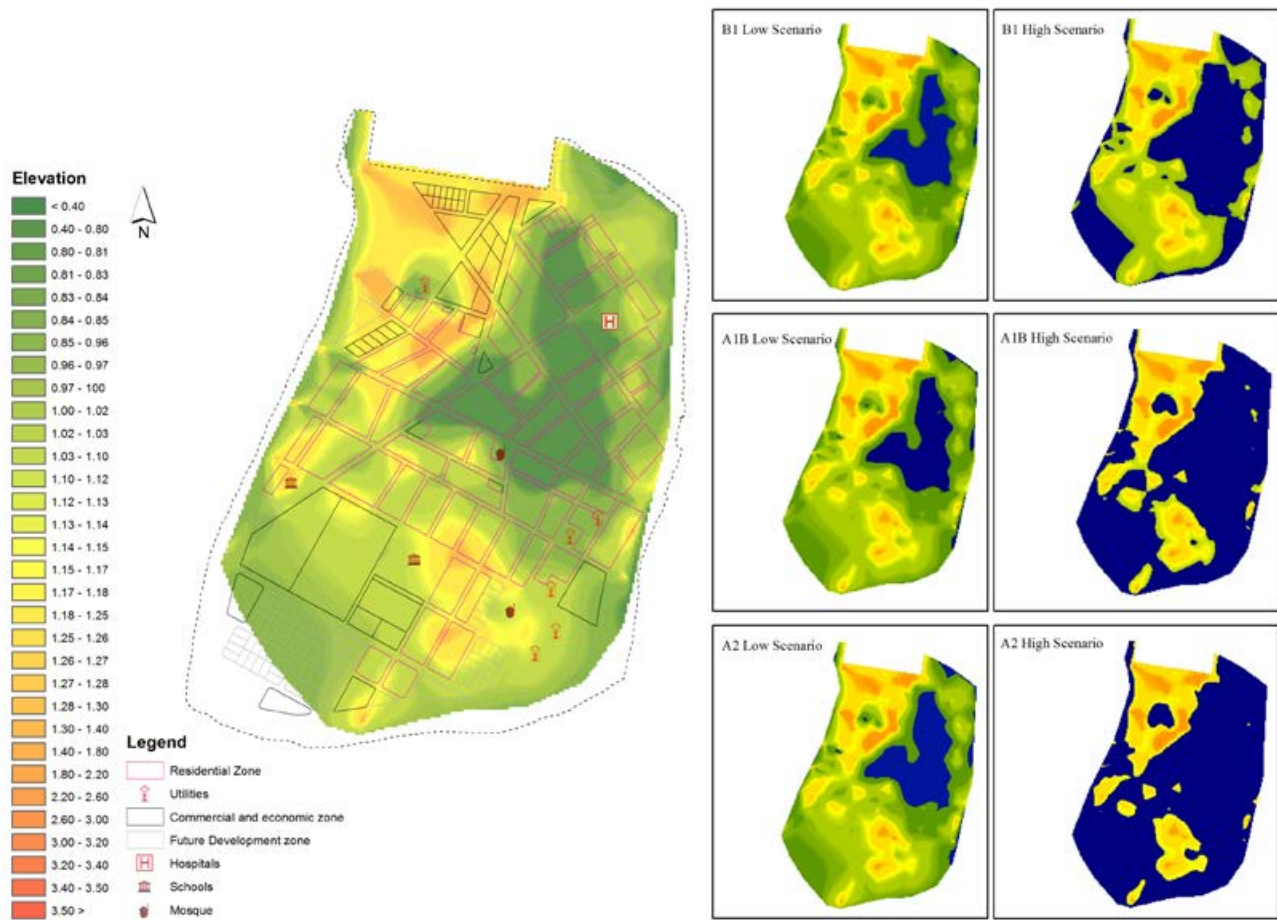 Elevation
< 0.40
0.40 - 0.80
0.80 - 0.81
0.81 - 0.83
0.83 - 0.84
0.84 - 0.85
0.85 - 0.96
0.96 - 0.97
0.97 - 100
1.00 - 1.02
1.02 - 1.03
1.03 - 1.10
1.10 - 1.12
1.12 - 1.13
1.13 - 1.14
1.14 - 1.15
1.15 - 1.17
1.17 - 1.18
1.18 - 1.25
1.25 - 1.26
1.26 - 1.27
1.27 - 1.28
1.28 - 1.30
1.30 - 1.40
1.40 - 1.80
1.80 - 2.20
2.20 - 2.60
2.60 - 3.00
3.00 - 3.20
3.20 - 3.40
3.40 - 3.50
3.50 >
N
H
Legend
Residential Zone
Utilities
Commercial and economic zone
Future Development zone
H Hospitals
Schools
Mosque
B1 Low Scenario
B1 High Scenario
A1B Low Scenario
A1B High Scenario
A2 Low Scenario
A2 High Scenario